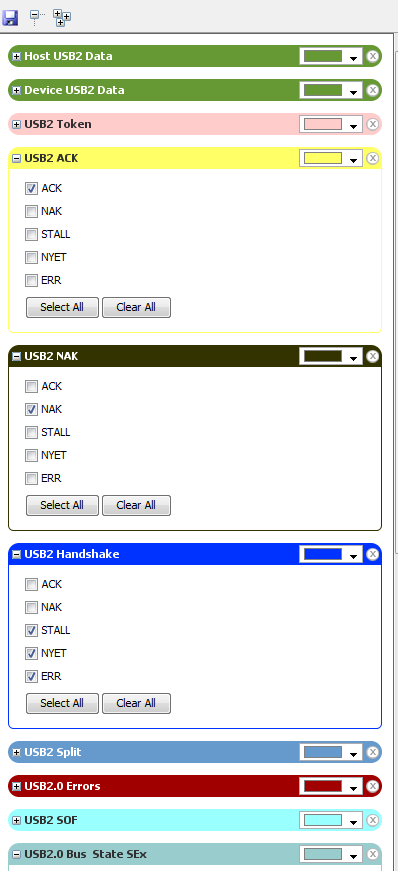 Host USB2 Data
Device USB2 Data
USB2 Token
USB2 ACK
ACK
NAK
STALL
NYET
ERR
Select All Clear All
USB2 NAK
ACK
NAK
STALL
NYET
ERR
Select All Clear All
USB2 Handshake
ACK
NAK
STALL
NYET
ERR
Select All Clear All
USB2 Split
USB2.0 Errors
USB2 SOF
USB2.0 Bus  State SEx